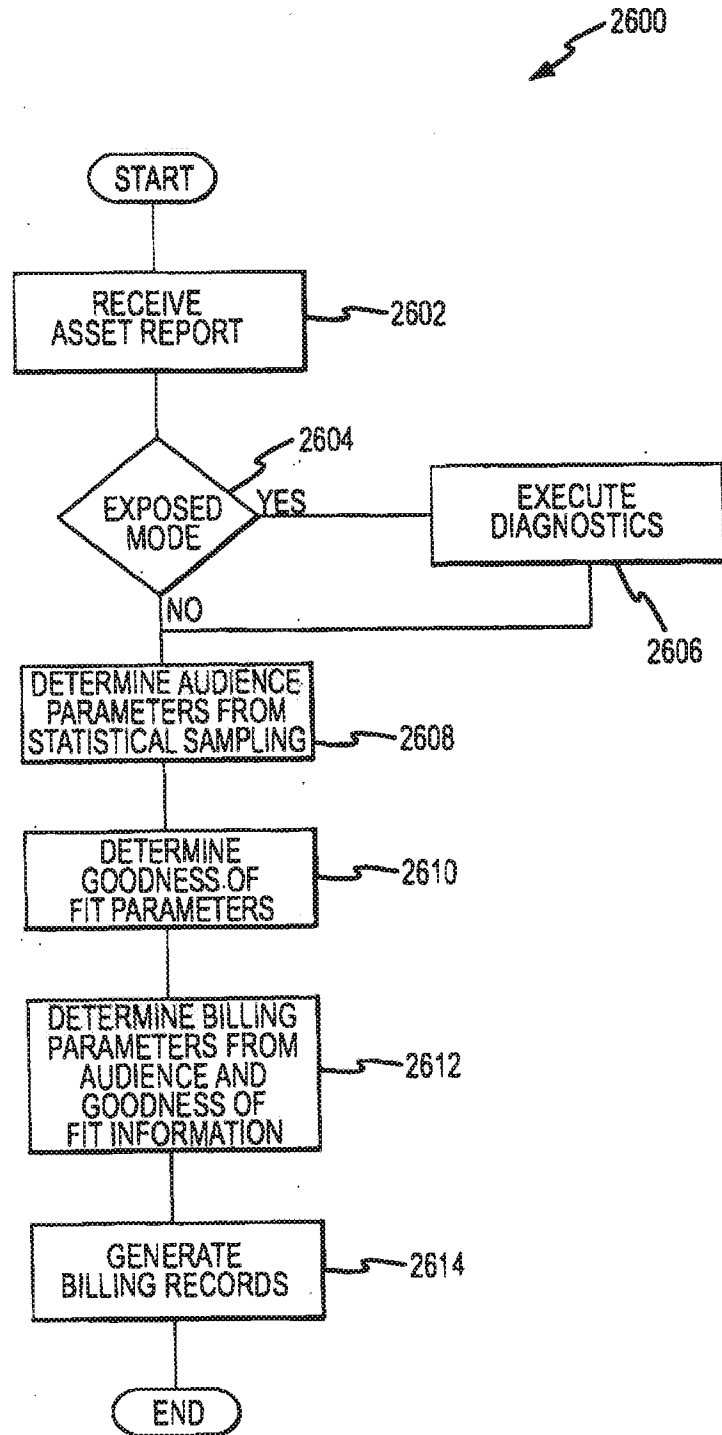 2600
START
RECEIVE
ASSET REPORT
2602
2604
EXPOSED
MODE
YES
EXECUTE
DIAGNOSTICS
2606
NO
DETERMINE AUDIENCE
PARAMETERS FROM
STATISTICAL SAMPLING
2608
DETERMINE
GOODNESS OF
FIT PARAMETERS
2610
DETERMINE BILLING
PARAMETERS FROM
AUDIENCE AND
GOODNESS OF
FIT INFORMATION
2612
GENERATE
BILLING RECORDS
2614
END